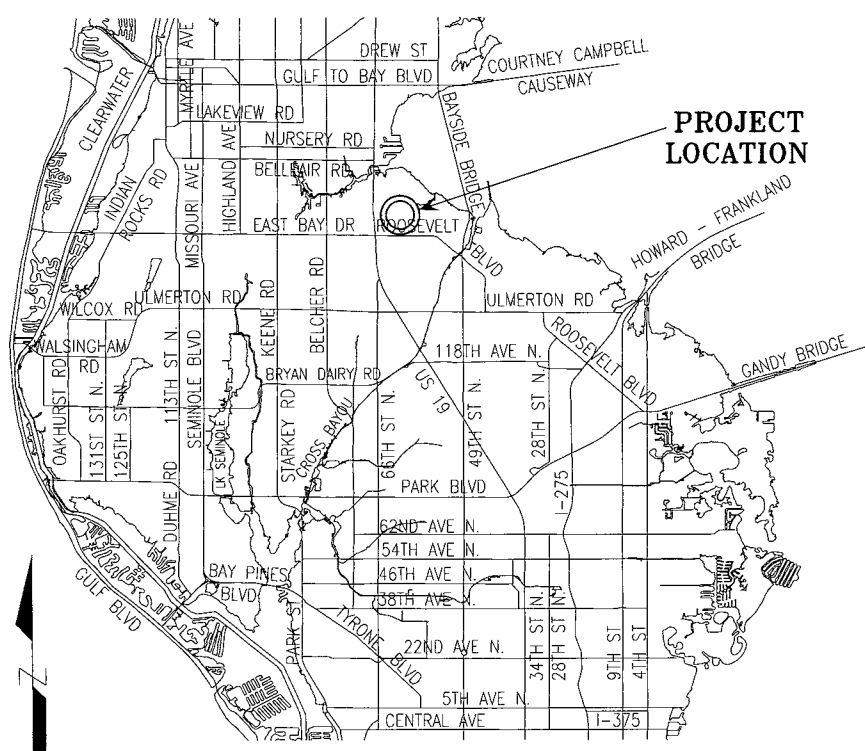 DREW ST
GULF TO BAY BLVD
COURTNEY CAMPBELL
CAUSEWAY
MYRTLE AVE
CLEARWATER
LAKEVIEW RD
HIGHLAND AVE
NURSERY RD
BELLEAIR RD
BAYSIDE BRIDGE
PROJECT
LOCATION
INDIAN
ROCKS RD
MISSOURI AVE
EAST BAY DR
ROOSEVELT
BLVD
HOWARD - FRANKLAND
BRIDGE
ULMERTON RD
ULMERTON RD
WILCOX RD
WALSINGHAM
RD
KEENE RD
BELCHER RD
118TH AVE N.
ROOSEVELT BLVD
GANDY BRIDGE
BRYAN DAIRY RD
US 19
OAKHURST RD
131ST ST N.
125TH ST N.
113TH ST N.
SEMINOLE BLVD
LK SEMINOLE
STARKEY RD
CROSS BAYOU
66TH ST N.
49TH ST N.
28TH ST N.
I-275
DUHME RD
PARK BLVD
62ND AVE N.
54TH AVE N.
46TH AVE N.
38TH AVE N.
BAY PINES
BLVD
GULF BLVD
PARK ST
TYRONE BLVD
22ND AVE N.
34TH ST N.
28TH ST N.
9TH ST
4TH ST
5TH AVE N.
CENTRAL AVE
I-375
N